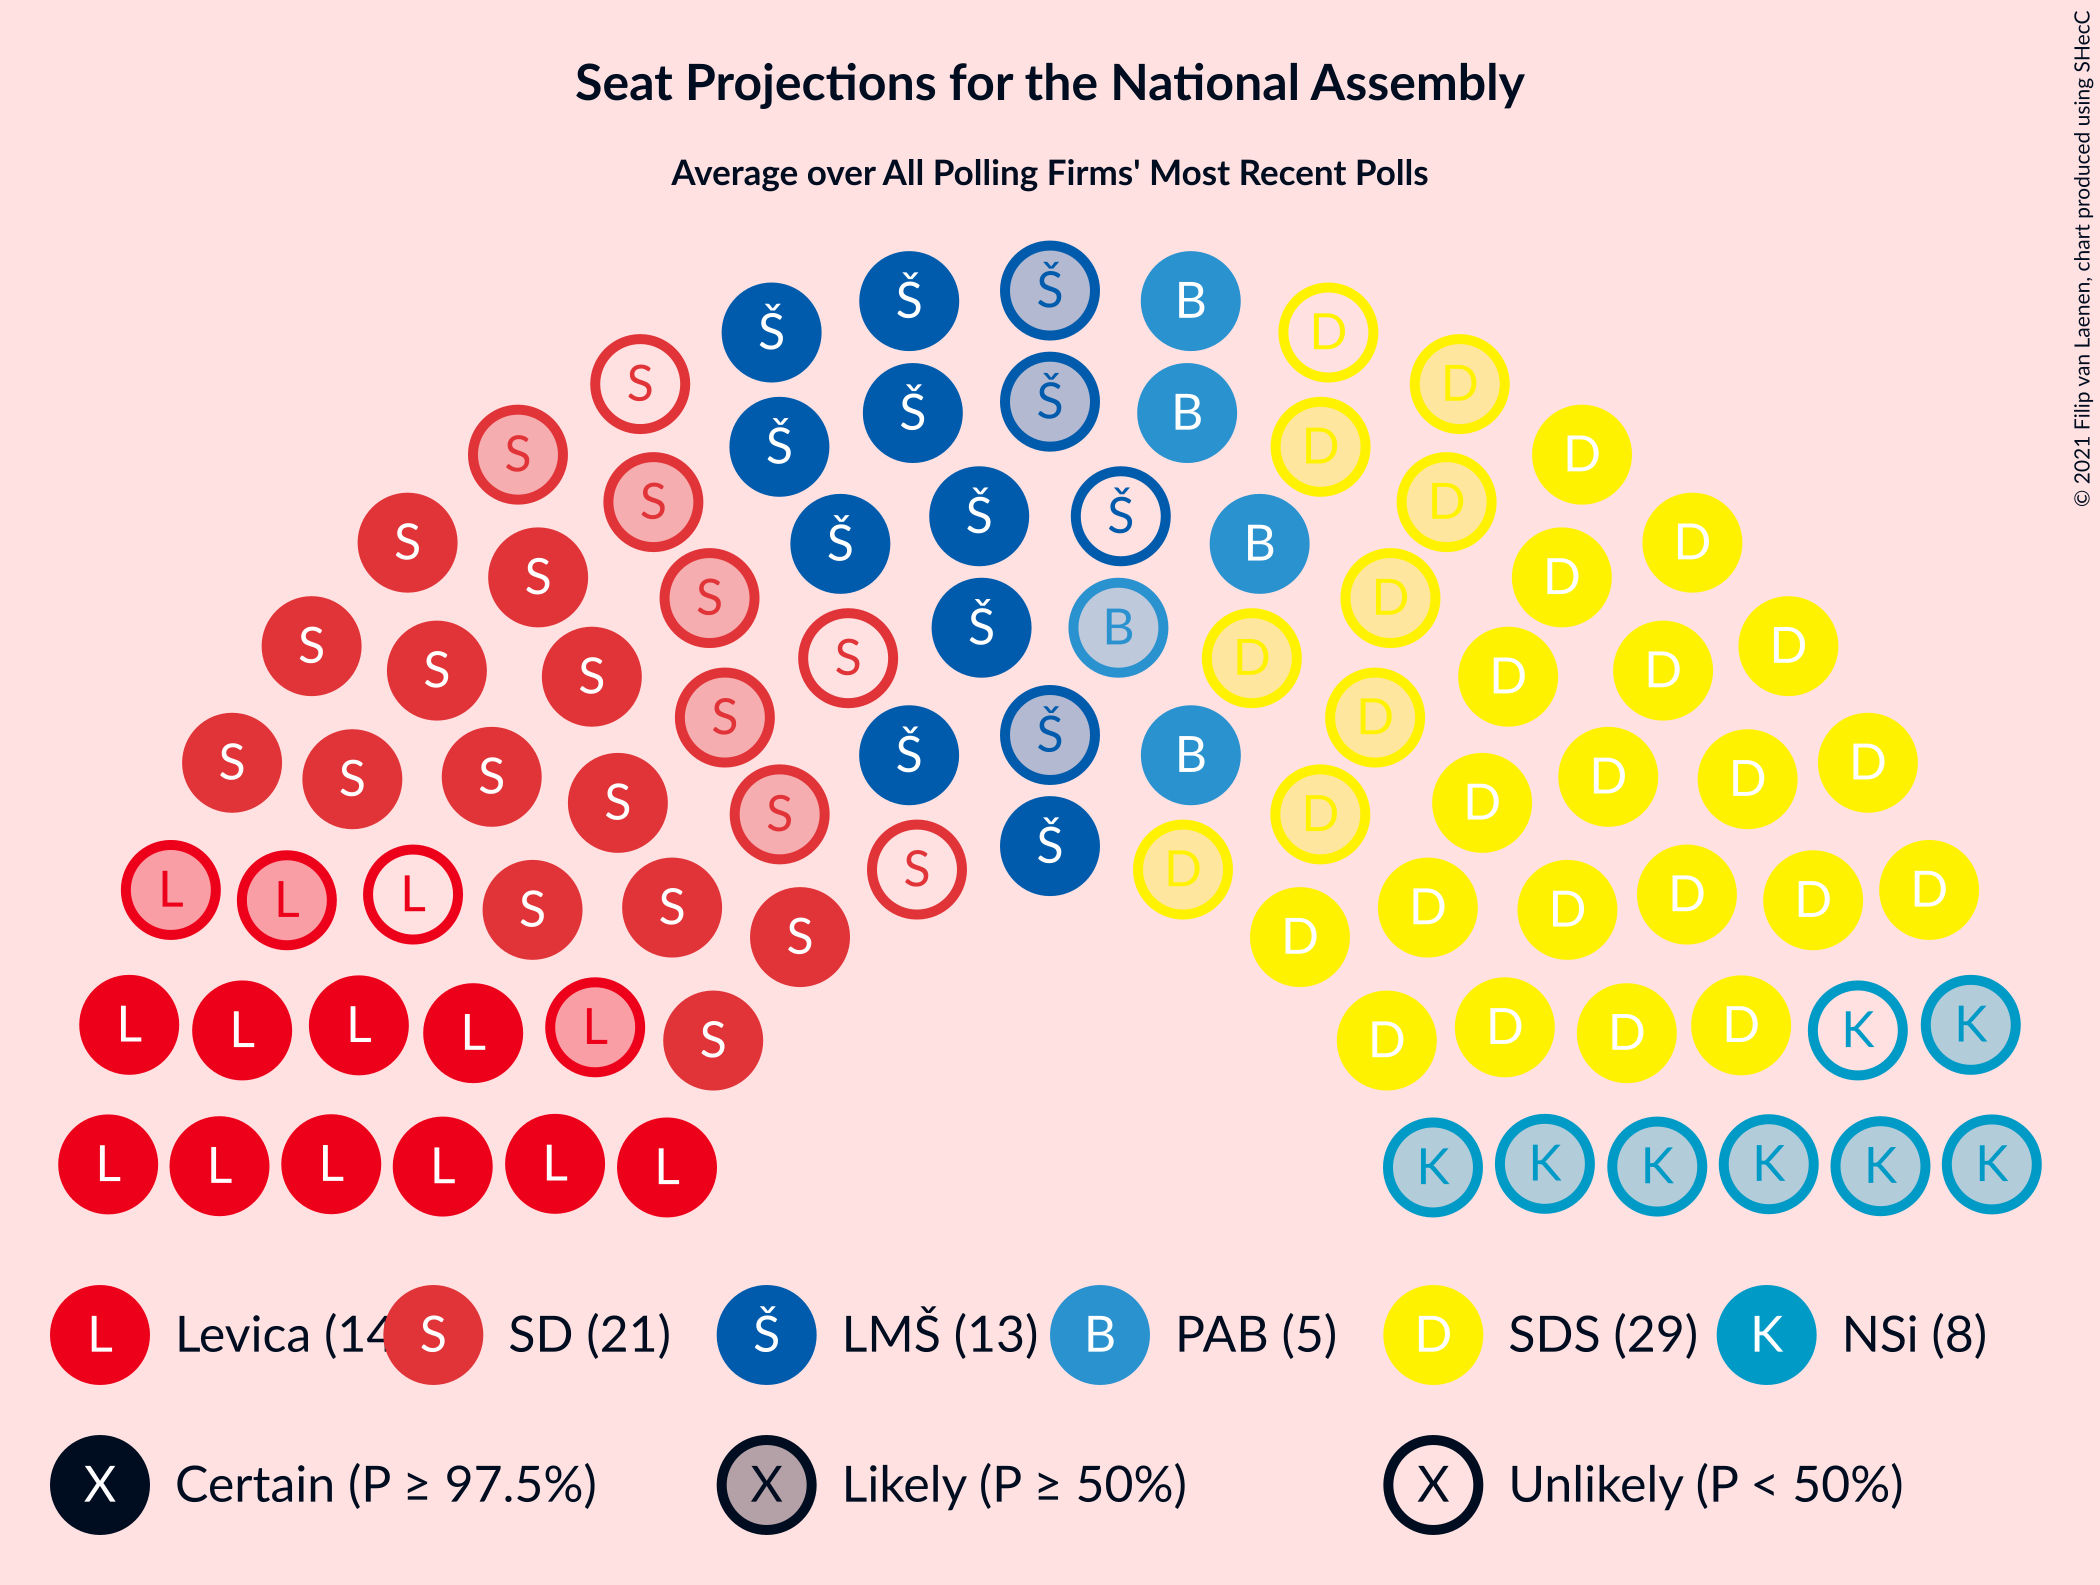 Seat Projections for the National Assembly
Average over All Polling Firms' Most Recent Polls
© 2021 Filip van Laenen, chart produced using SHecC
Š Š Š B D
S Š Š Š B D D
S S Š Š Š B D D D
S S S S Š B D D D D
S S S S S Š Š B D D D D D
S S S S S S Š D D D D D D
L L L S S S D D D D D D
L L L L L S D D D D K K
L L L L L L K K K K K K
L Levica (14 S SD (21) Š LMŠ (13) B PAB (5) D SDS (29) K NSi (8)
X Certain (P ≥ 97.5%) X Likely (P ≥ 50%) X Unlikely (P < 50%)